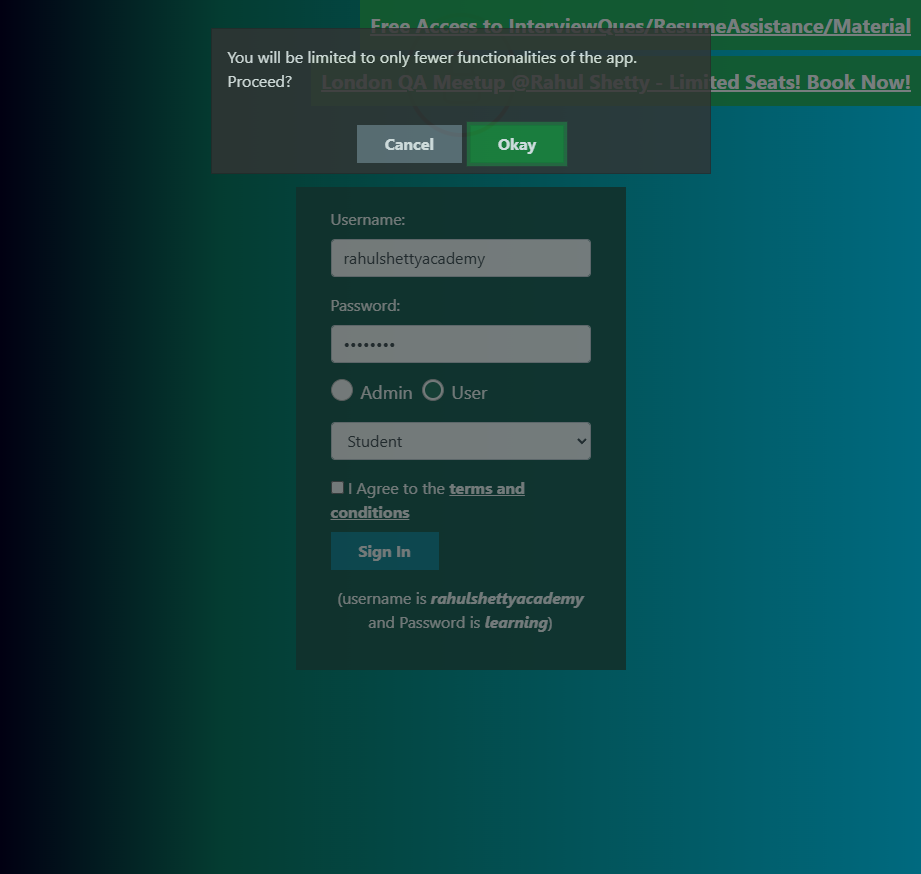 Free Access to InterviewQues/ResumeAssistance/Material
You will be limited to only fewer functionalities of the app.
Proceed?
London QA Meetup @Rahul Shetty - Limited Seats! Book Now!
Cancel
Okay
Username:
rahulshettyacademy
Password:
••••••••
Admin
User
Student
I Agree to the terms and
conditions
Sign In
(username is rahulshettyacademy
and Password is learning)